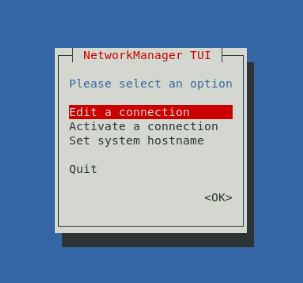 NetworkManager TUI
Please select an option
Edit a connection
Activate a connection
Set system hostname
Quit
<OK>